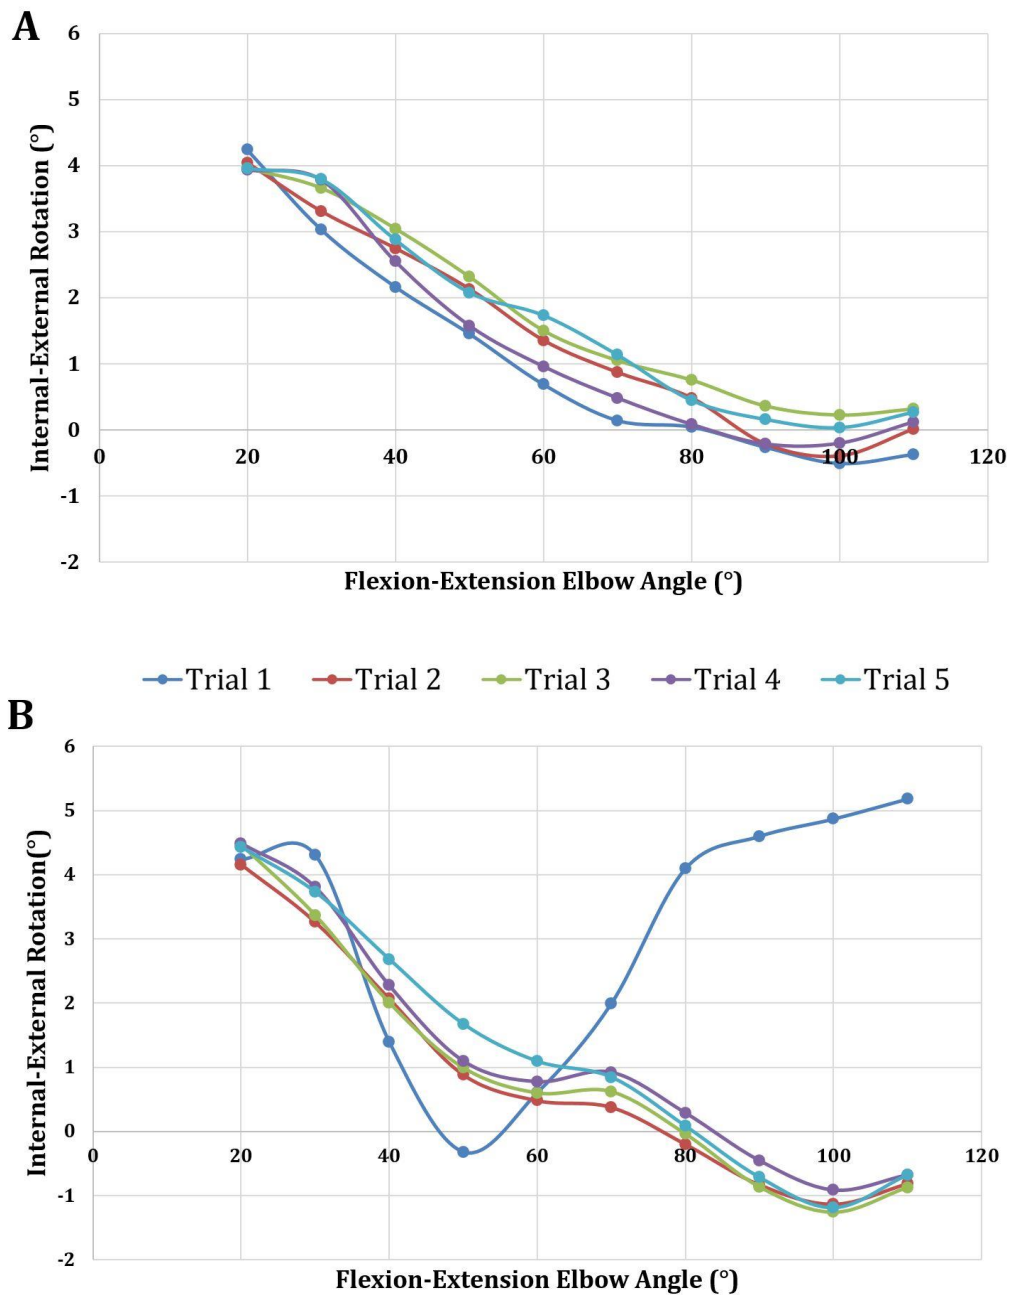 A
6
5
4
3
2
1
0
-1
-2
0 20 40 60 80 100 120
Internal-External Rotation (°)
Flexion-Extension Elbow Angle (°)
Trial 1 Trial 2 Trial 3 Trial 4 Trial 5
B
6
5
4
3
2
1
0
-1
-2
0 20 40 60 80 100 120
Internal-External Rotation(°)
Flexion-Extension Elbow Angle (°)